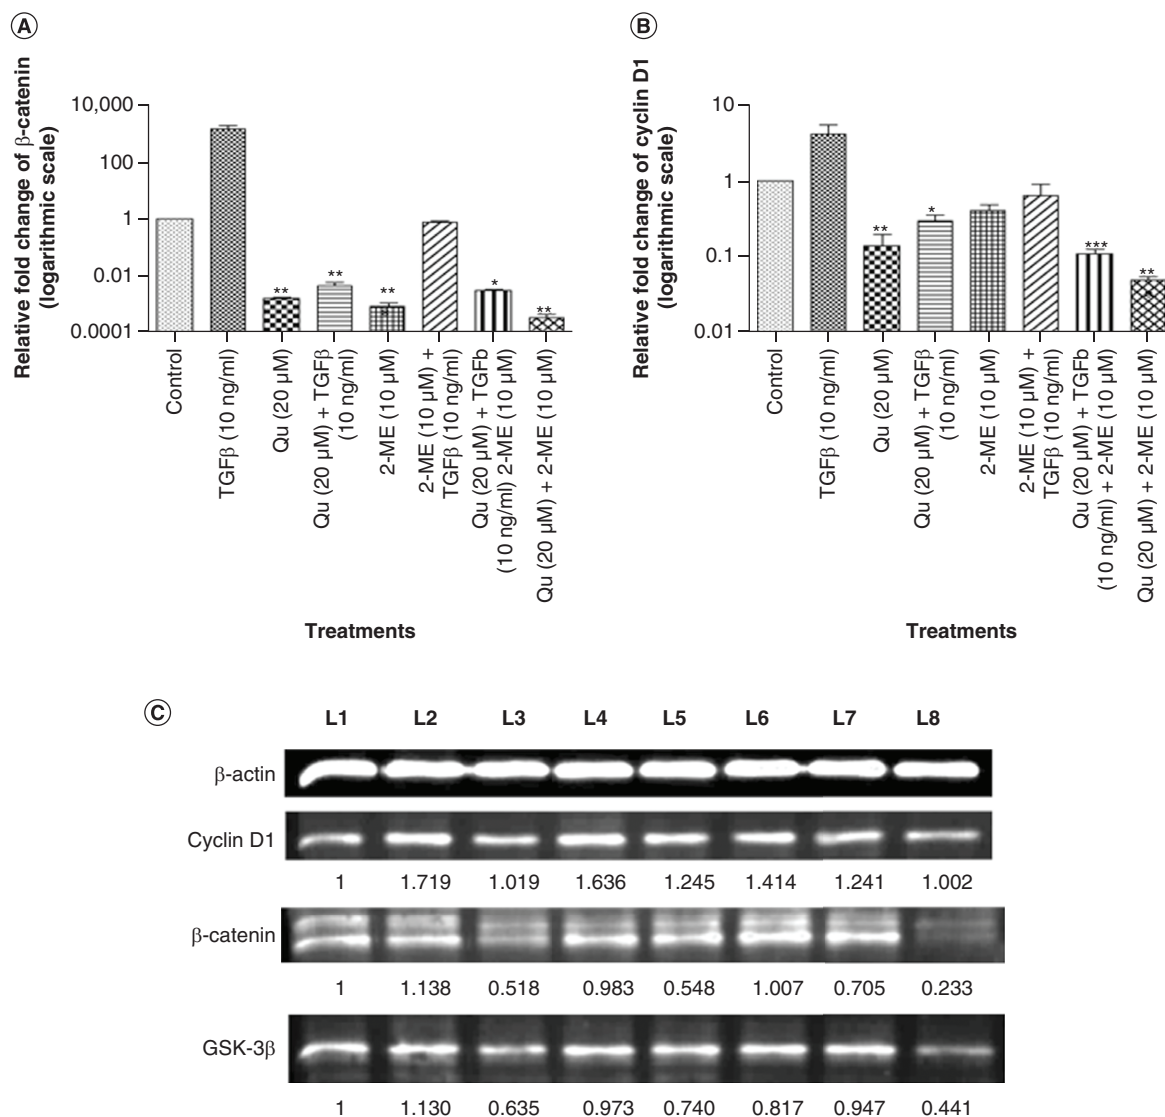 A
Relative fold change of β-catenin
(logarithmic scale)
10,000
100
1
0.01
0.0001
**
**
**
*
**
Control
TGFβ (10 ng/ml)
Qu (20 µM)
Qu (20 µM) + TGFβ
(10 ng/ml)
2-ME (10 µM)
2-ME (10 µM) +
TGFβ (10 ng/ml)
Qu (20 µM) + TGFb
(10 ng/ml) 2-ME (10 µM)
Qu (20 µM) + 2-ME (10 µM)
Treatments
B
Relative fold change of cyclin D1
(logarithmic scale)
10
1
0.1
0.01
**
*
***
**
Control
TGFβ (10 ng/ml)
Qu (20 µM)
Qu (20 µM) + TGFβ
(10 ng/ml)
2-ME (10 µM)
2-ME (10 µM) +
TGFβ (10 ng/ml)
Qu (20 µM) + TGFb
(10 ng/ml) + 2-ME (10 µM)
Qu (20 µM) + 2-ME (10 µM)
Treatments
C
L1 L2 L3 L4 L5 L6 L7 L8
β-actin
Cyclin D1
1 1.719 1.019 1.636 1.245 1.414 1.241 1.002
β-catenin
1 1.138 0.518 0.983 0.548 1.007 0.705 0.233
GSK-3β
1 1.130 0.635 0.973 0.740 0.817 0.947 0.441